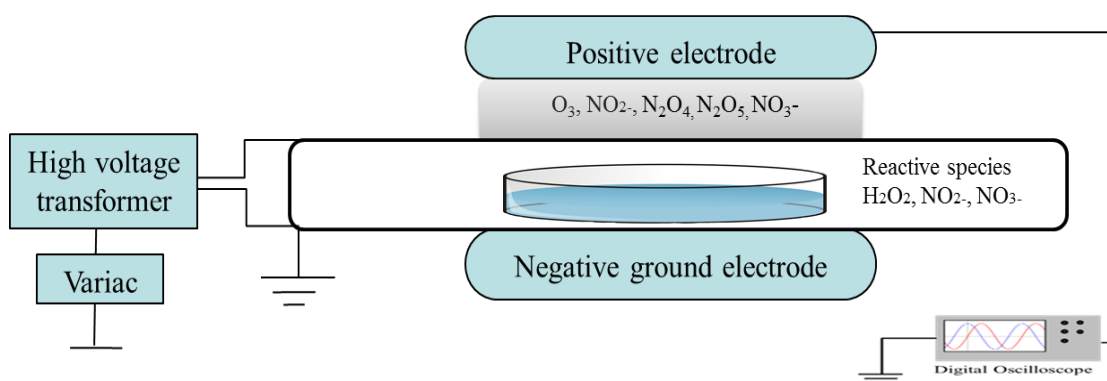 Positive electrode
O₃, NO₂-, N₂O₄, N₂O₅, NO₃-
High voltage
transformer
Reactive species
H₂O₂, NO₂-, NO₃-
Variac
Negative ground electrode
Digital Oscilloscope